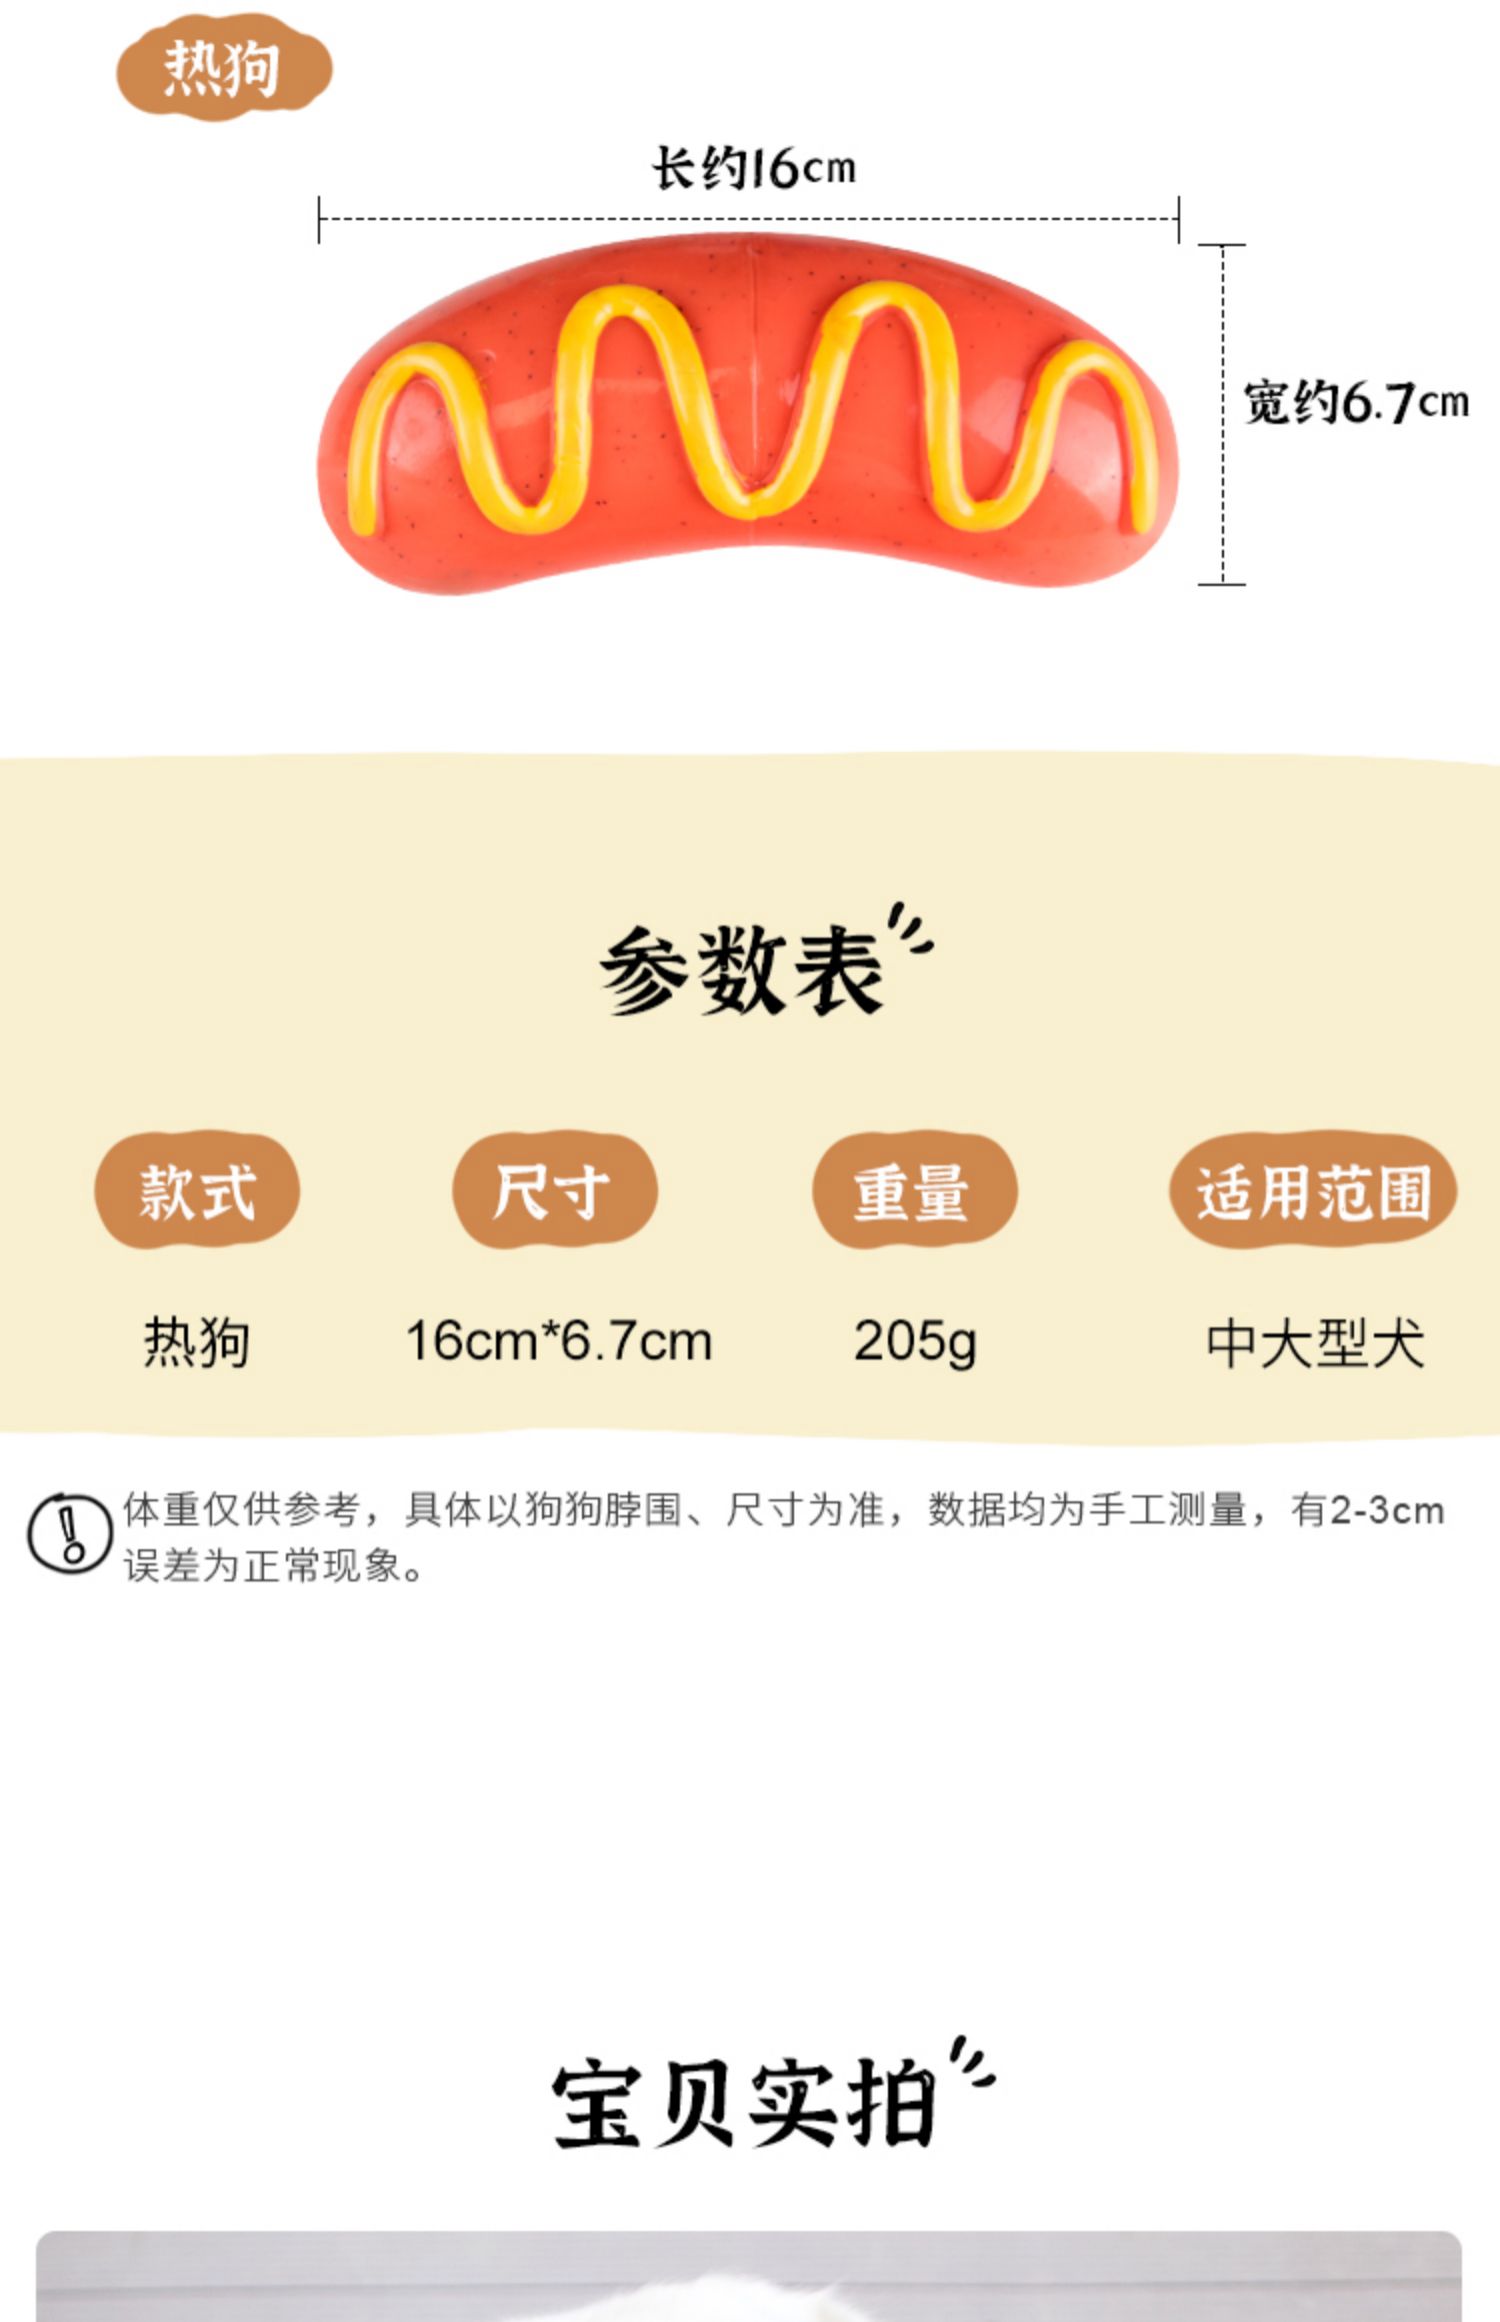 热狗
长约16cm
宽约6.7cm
参数表
款式 尺寸 重量 适用范围
热狗 16cm*6.7cm 205g 中大型犬
体重仅供参考，具体以狗狗脖围、尺寸为准，数据均为手工测量，有2-3cm
误差为正常现象。
宝贝实拍